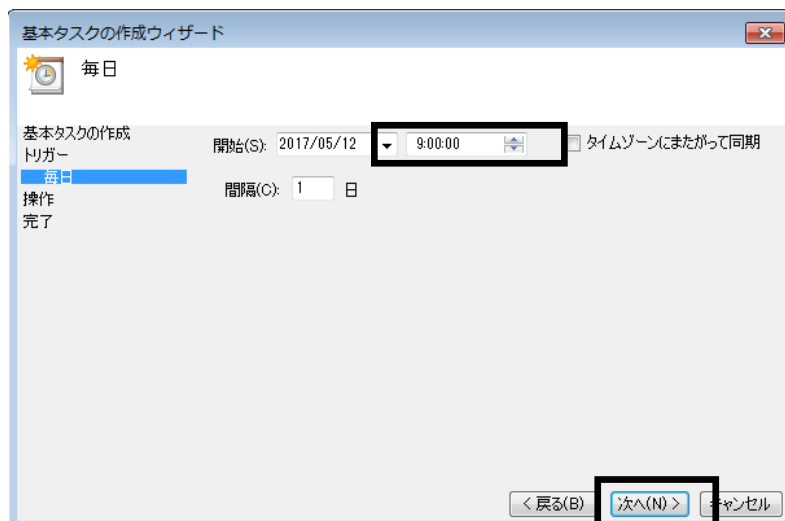 基本タスクの作成ウィザード
毎日
基本タスクの作成
トリガー
毎日
操作
完了
開始(S): 2017/05/12 9:00:00 タイムゾーンにまたがって同期
間隔(C): 1 日
< 戻る(B) 次へ(N) > キャンセル